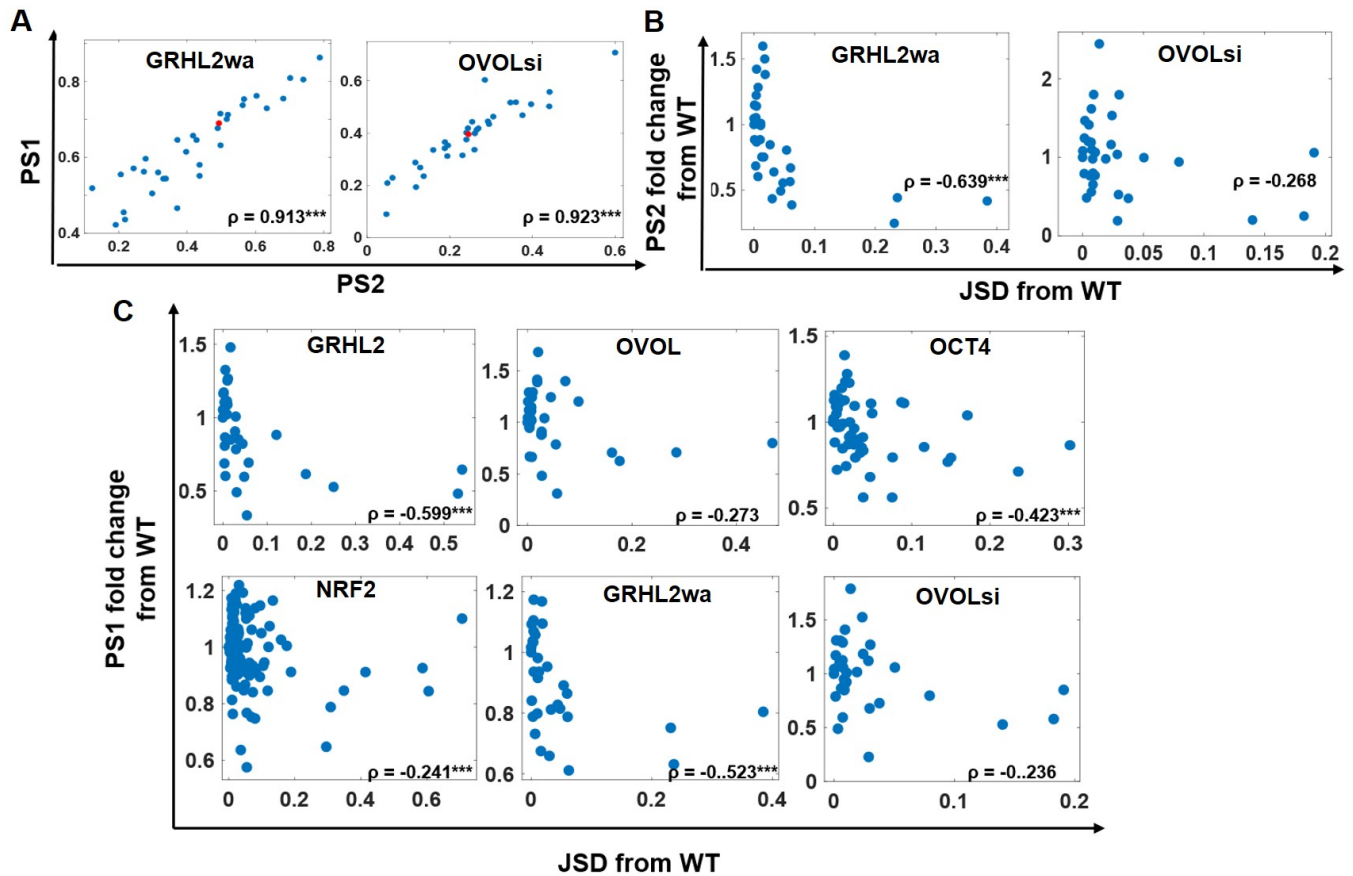 A
GRHL2wa
OVOLsi
PS1
0.8
0.6
0.4
0.2 0.4 0.6 0.8
ρ = 0.913***
0.6
0.4
0.2
0
0 0.2 0.4 0.6
ρ = 0.923***
PS2
B
GRHL2wa
OVOLsi
PS2 fold change
from WT
1.5
1
0.5
0 0.1 0.2 0.3 0.4
ρ = -0.639***
2
1
0
0 0.05 0.1 0.15 0.2
ρ = -0.268
JSD from WT
C
PS1 fold change
from WT
GRHL2
1.5
1
0.5
ρ = -0.599***
0 0.1 0.2 0.3 0.4 0.5
OVOL
1.5
1
0.5
0
ρ = -0.273
0 0.2 0.4
OCT4
1.5
1
0.5
ρ = -0.423***
0 0.1 0.2 0.3
NRF2
1.2
1
0.8
0.6
ρ = -0.241***
0 0.2 0.4 0.6
GRHL2wa
1.2
1
0.8
0.6
ρ = -0..523***
0 0.2 0.4
OVOLsi
1.5
1
0.5
0
ρ = -0..236
0 0.1 0.2
JSD from WT